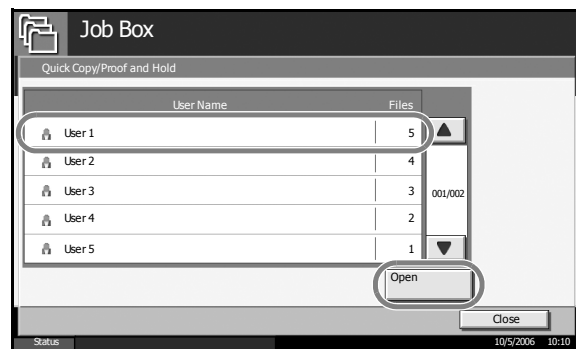 Job Box
Quick Copy/Proof and Hold
User Name Files
User 1 5
User 2 4
User 3 3
001/002
User 4 2
User 5 1
Open
Close
Status 10/5/2006 10:10